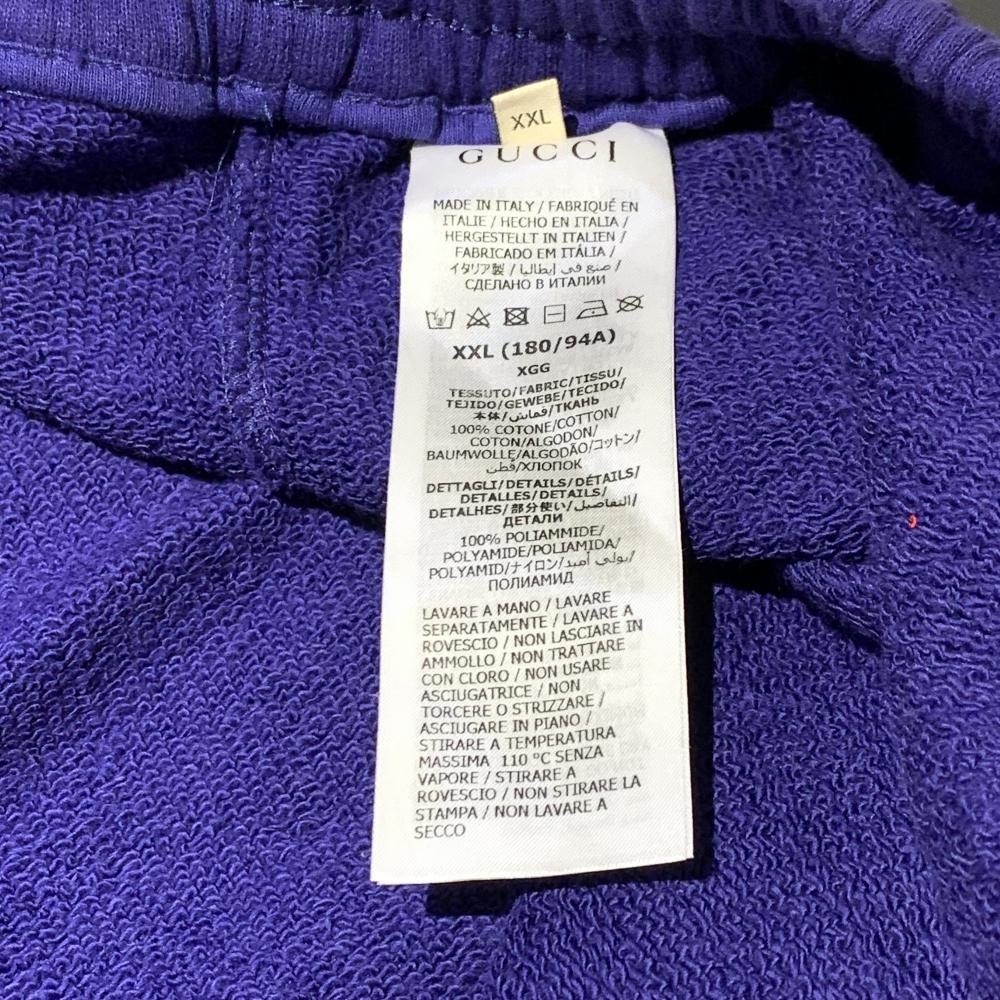 XXL
GUCCI
MADE IN ITALY / FABRIQUÉ EN
ITALIE / HECHO EN ITALIA /
HERGESTELLT IN ITALIEN /
FABRICADO EM ITÁLIA /
イタリア製 / صنع في إيطاليا /
СДЕЛАНО В ИТАЛИИ
XXL (180/94A)
XGG
TESSUTO/FABRIC/TISSU/
TEJIDO/GEWEBE/TECIDO/
本体/قماش/ТКАНЬ
100% COTONE/COTTON/
COTON/ALGODON/
BAUMWOLLE/ALGODÃO/コットン/
قطن/ХЛОПОК
DETTAGLI/DETAILS/DÉTAILS/
DETALLES/DETAILS/
DETALHES/部分使い/التفاصيل/
ДЕТАЛИ
100% POLIAMMIDE/
POLYAMIDE/POLIAMIDA/
POLYAMID/ナイロン/بولي أميد/
ПОЛИАМИД
LAVARE A MANO / LAVARE
SEPARATAMENTE / LAVARE A
ROVESCIO / NON LASCIARE IN
AMMOLLO / NON TRATTARE
CON CLORO / NON USARE
ASCIUGATRICE / NON
TORCERE O STRIZZARE /
ASCIUGARE IN PIANO /
STIRARE A TEMPERATURA
MASSIMA 110 °C SENZA
VAPORE / STIRARE A
ROVESCIO / NON STIRARE LA
STAMPA / NON LAVARE A
SECCO